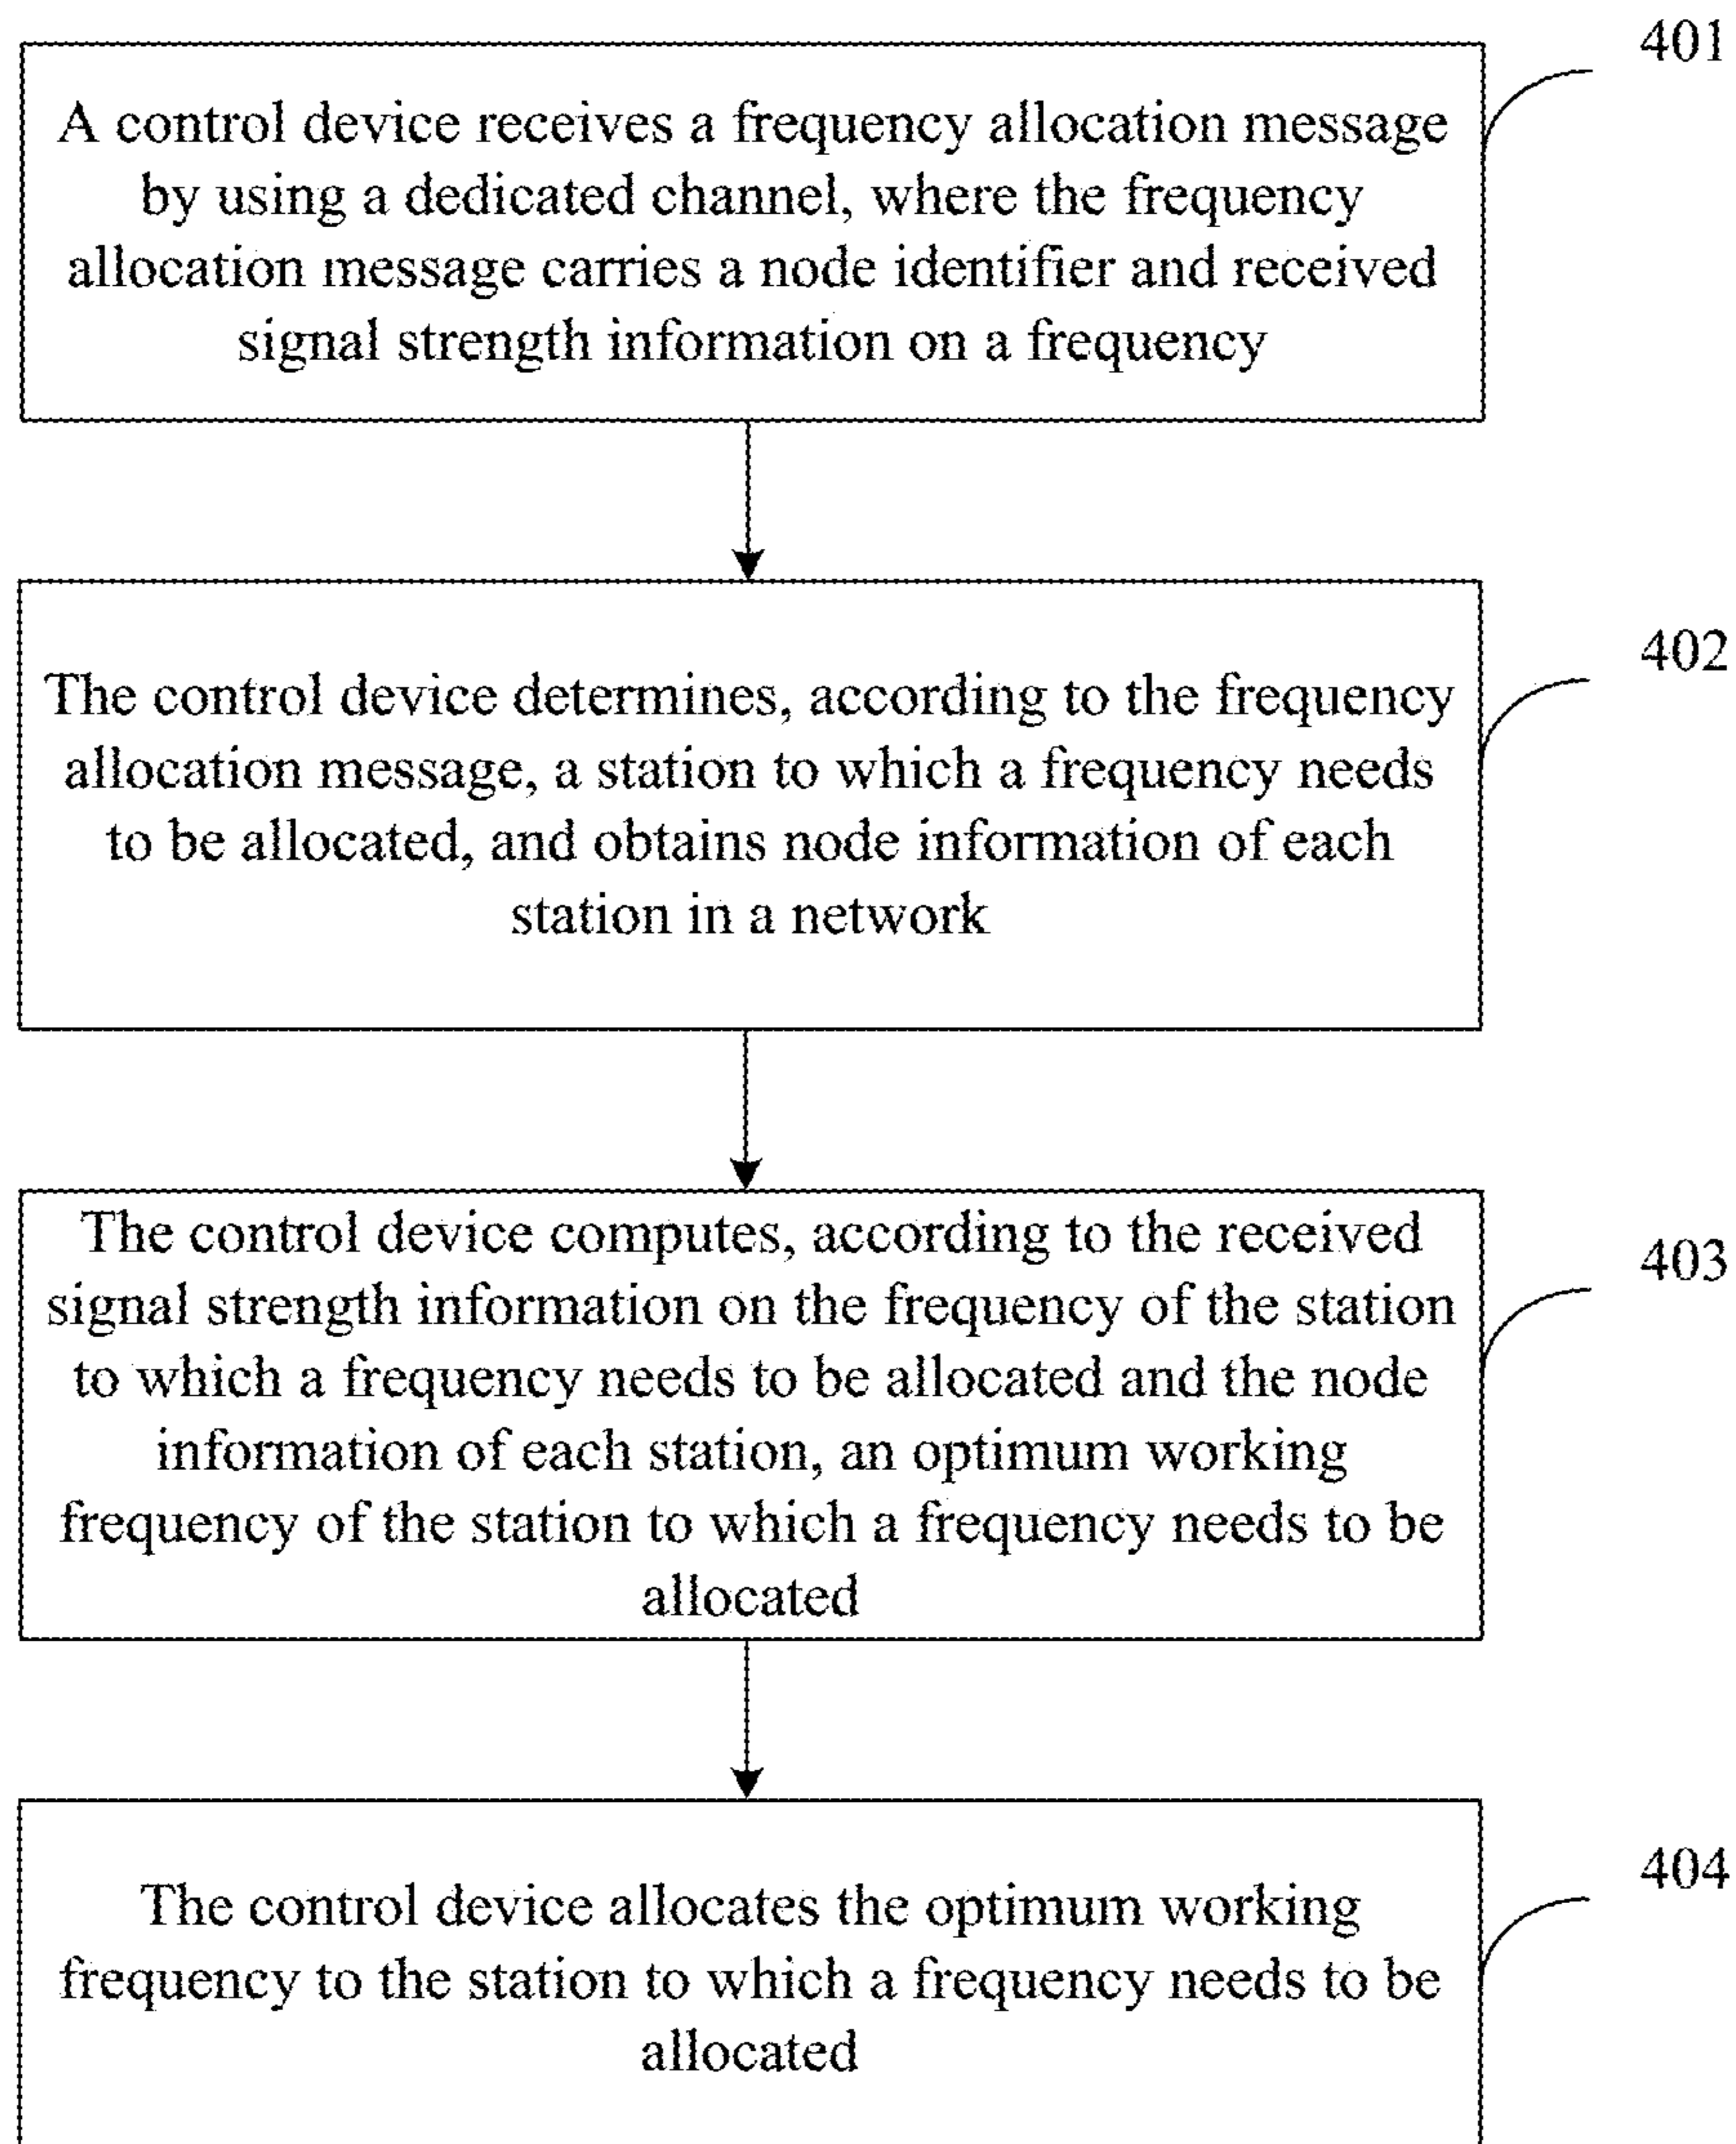 401
A control device receives a frequency allocation message
by using a dedicated channel, where the frequency
allocation message carries a node identifier and received
signal strength information on a frequency
402
The control device determines, according to the frequency
allocation message, a station to which a frequency needs
to be allocated, and obtains node information of each
station in a network
403
The control device computes, according to the received
signal strength information on the frequency of the station
to which a frequency needs to be allocated and the node
information of each station, an optimum working
frequency of the station to which a frequency needs to be
allocated
404
The control device allocates the optimum working
frequency to the station to which a frequency needs to be
allocated